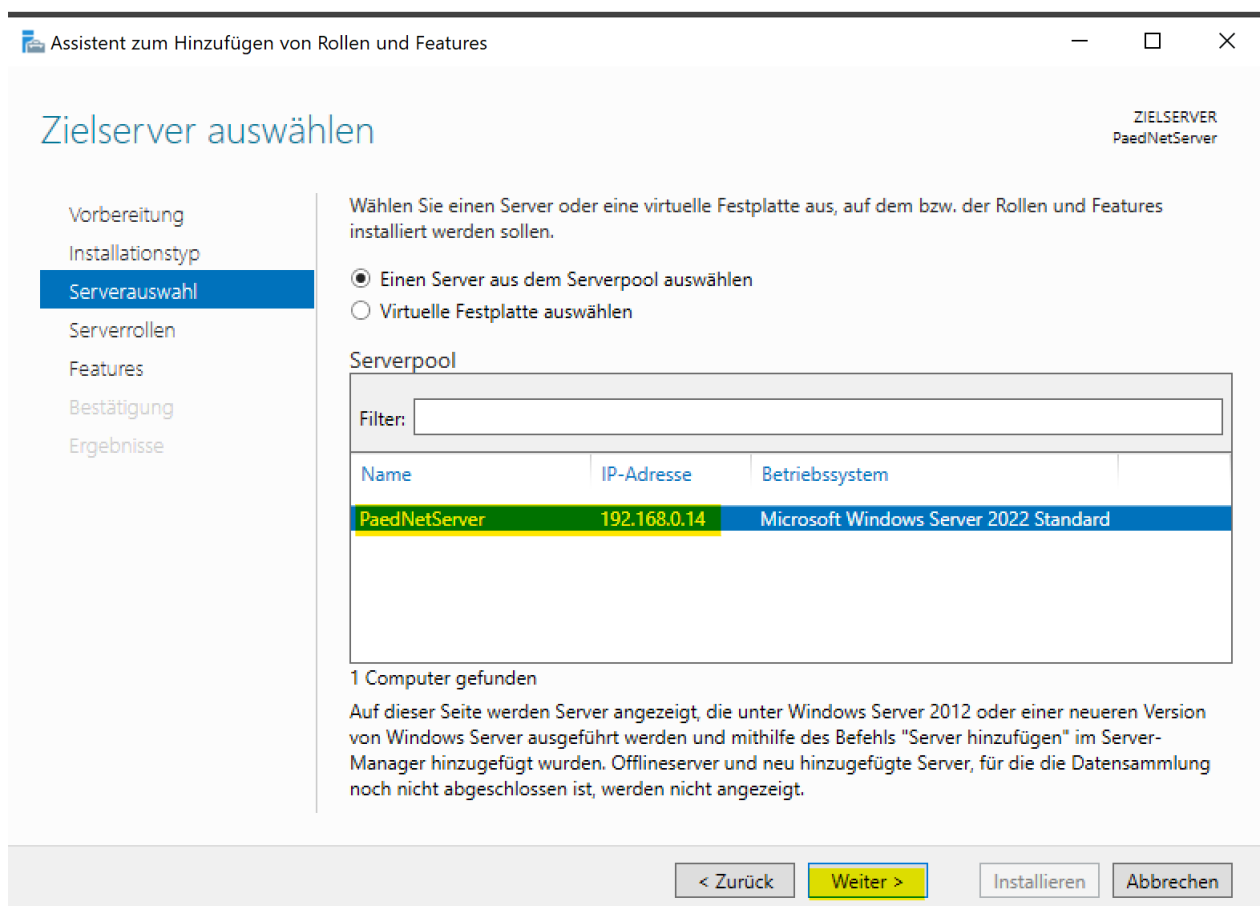 Assistent zum Hinzufügen von Rollen und Features
Zielserver auswählen
ZIELSERVER
PaedNetServer
Vorbereitung
Installationstyp
Serverauswahl
Serverrollen
Features
Bestätigung
Ergebnisse
Wählen Sie einen Server oder eine virtuelle Festplatte aus, auf dem bzw. der Rollen und Features
installiert werden sollen.
Einen Server aus dem Serverpool auswählen
Virtuelle Festplatte auswählen
Serverpool
Filter:
Name IP-Adresse Betriebssystem
PaedNetServer 192.168.0.14 Microsoft Windows Server 2022 Standard
1 Computer gefunden
Auf dieser Seite werden Server angezeigt, die unter Windows Server 2012 oder einer neueren Version
von Windows Server ausgeführt werden und mithilfe des Befehls "Server hinzufügen" im Server-
Manager hinzugefügt wurden. Offlineserver und neu hinzugefügte Server, für die die Datensammlung
noch nicht abgeschlossen ist, werden nicht angezeigt.
< Zurück Weiter > Installieren Abbrechen